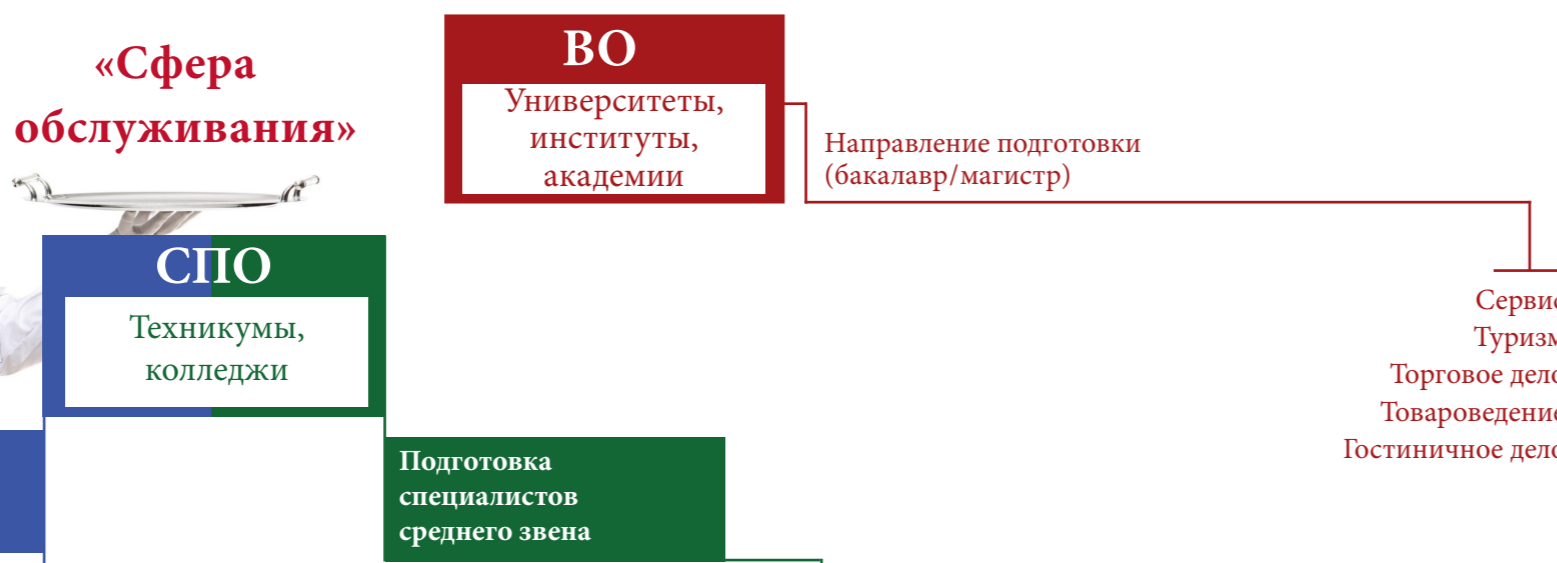 «Сфера
обслуживания»
ВО
Университеты,
институты,
академии
Направление подготовки
(бакалавр/магистр)
СПО
Техникумы,
колледжи
Сервис
Туризм
Торговое дело
Товароведение
Гостиничное дело
Подготовка
специалистов
среднего звена